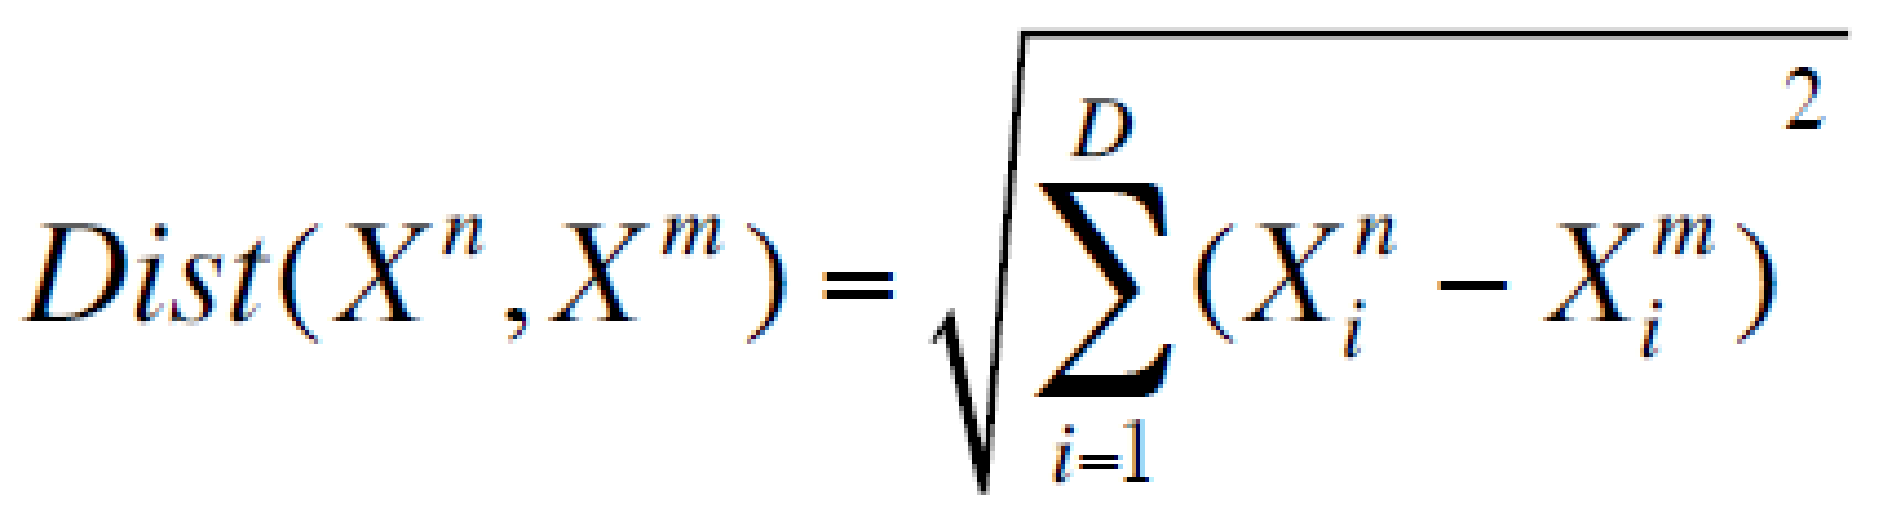 $Dist(X^n, X^m) = \sqrt{\sum_{i=1}^{D} (X_i^n - X_i^m)^2}$